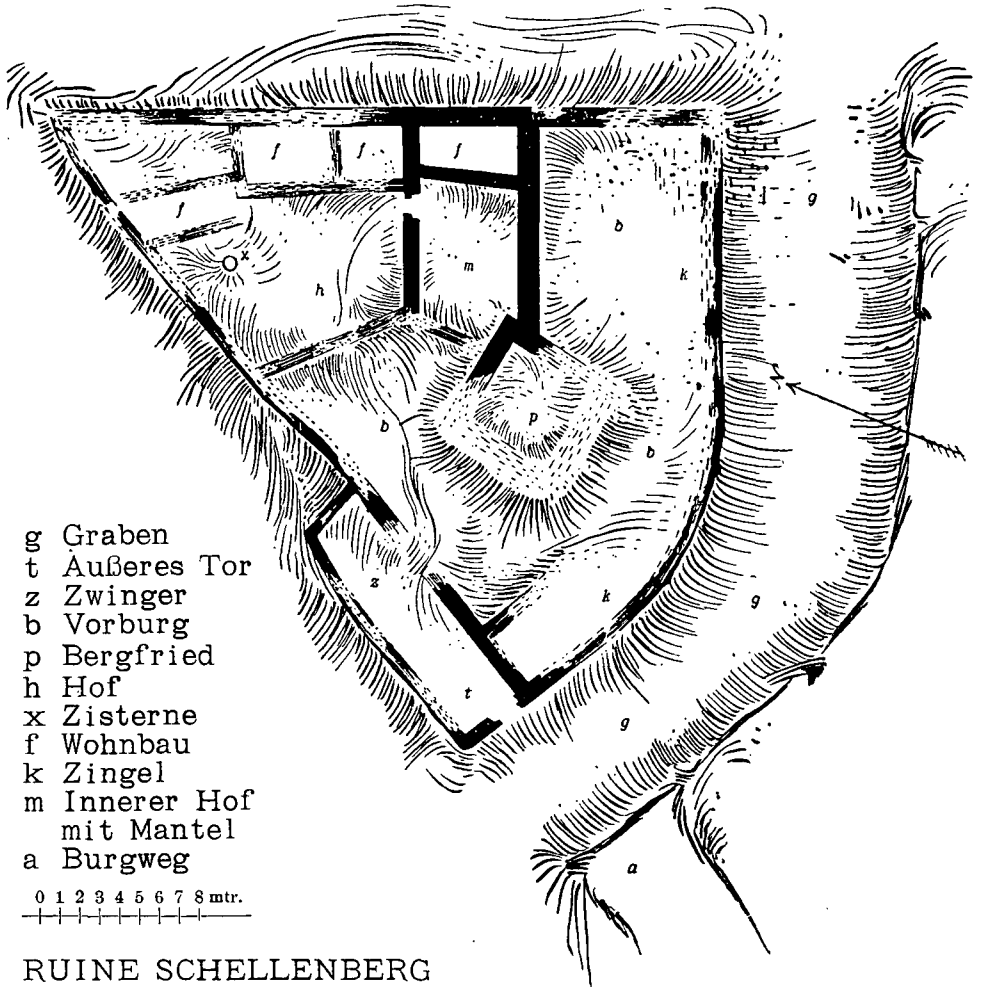 f
f
f
f
x
h
m
b
k
g
N
b
p
b
z
k
g
t
g
a
g Graben
t Äußeres Tor
z Zwinger
b Vorburg
p Bergfried
h Hof
x Zisterne
f Wohnbau
k Zingel
m Innerer Hof
mit Mantel
a Burgweg
0 1 2 3 4 5 6 7 8 mtr.
RUINE SCHELLENBERG